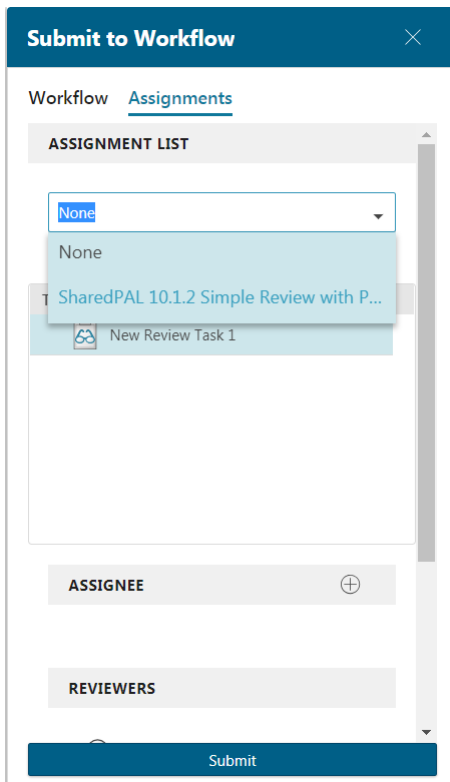 Submit to Workflow
Workflow Assignments
ASSIGNMENT LIST
None
None
SharedPAL 10.1.2 Simple Review with P...
T
New Review Task 1
ASSIGNEE
REVIEWERS
Submit